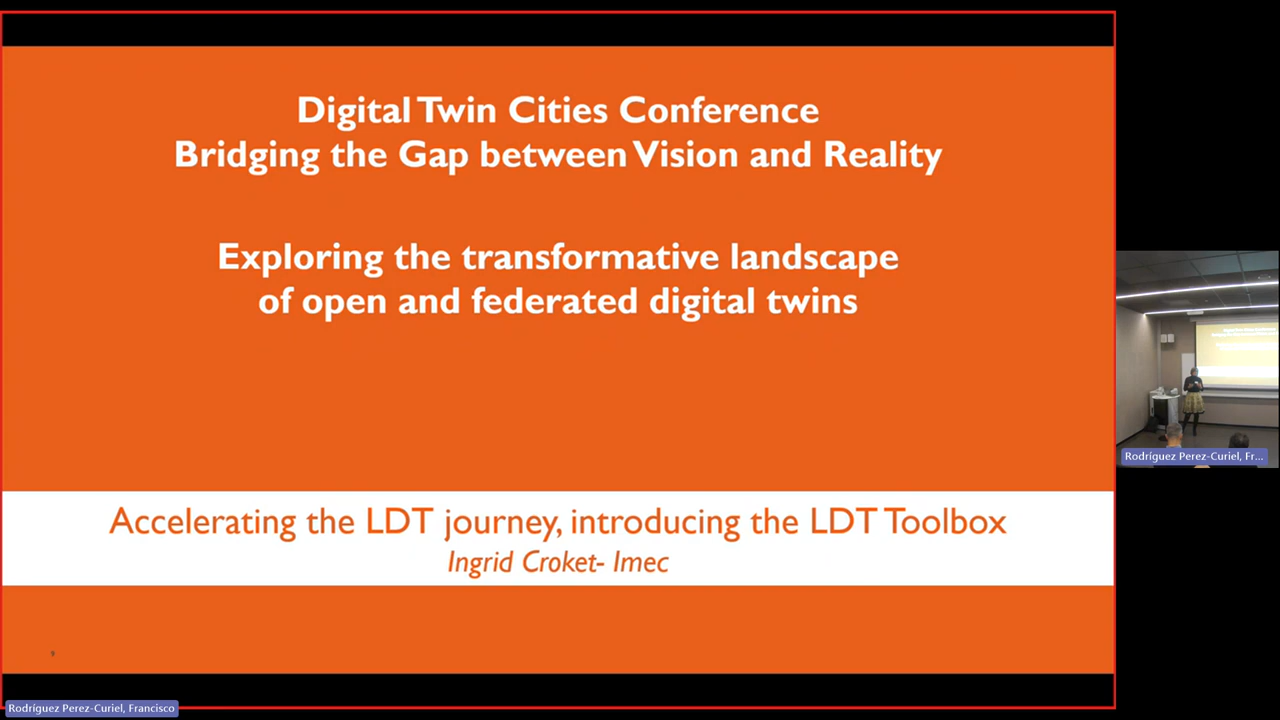 Digital Twin Cities Conference
Bridging the Gap between Vision and Reality
Exploring the transformative landscape
of open and federated digital twins
Accelerating the LDT journey, introducing the LDT Toolbox
Ingrid Croket- Imec
9
Rodríguez Perez-Curiel, Francisco
Rodríguez Perez-Curiel, Fr...